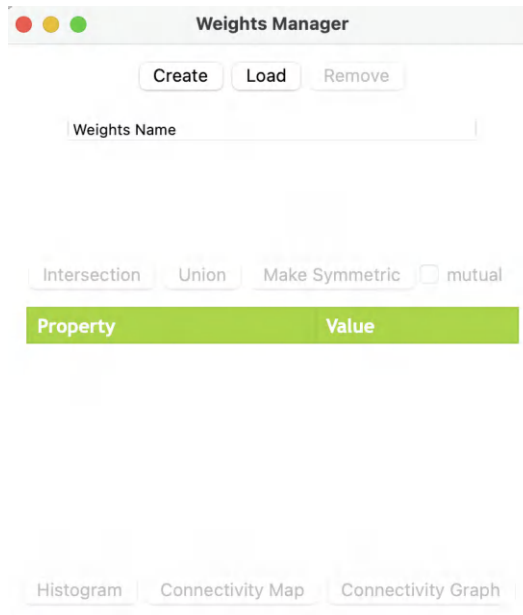 Weights Manager
Create Load Remove
Weights Name
Intersection Union Make Symmetric mutual
Property Value
Histogram Connectivity Map Connectivity Graph